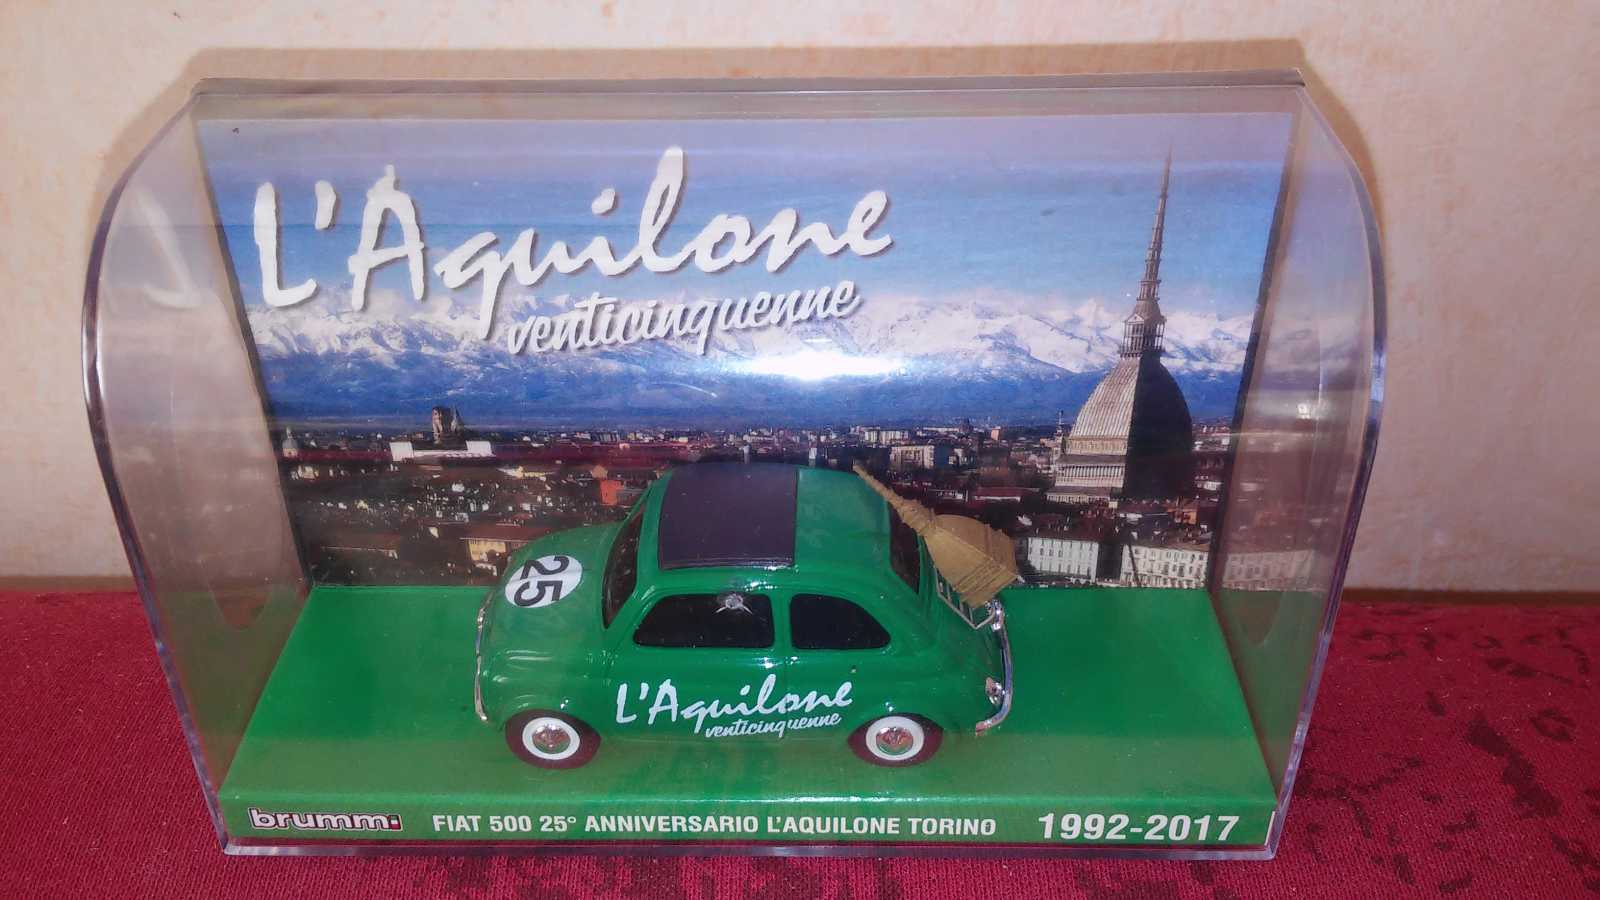 L'Aquilone
venticinquenne
25
L'Aquilone
venticinquenne
brumm
FIAT 500 25° ANNIVERSARIO L'AQUILONE TORINO
1992-2017